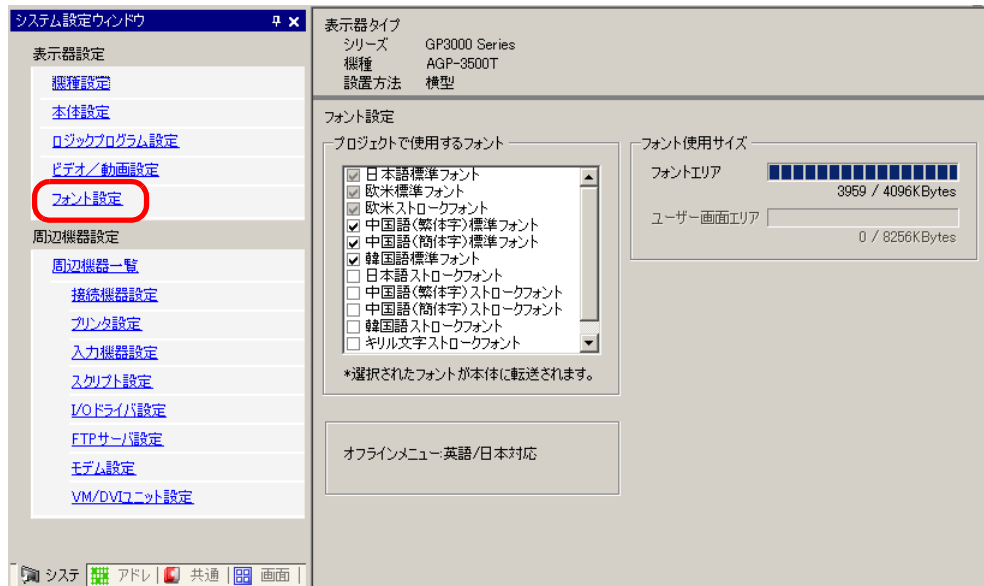 システム設定ウィンドウ
表示器設定
機種設定
本体設定
ロジックプログラム設定
ビデオ／動画設定
フォント設定
周辺機器設定
周辺機器一覧
接続機器設定
プリンタ設定
入力機器設定
スクリプト設定
I/Oドライバ設定
FTPサーバ設定
モデム設定
VM/DVIユニット設定
システ
アドレ
共通
画面
表示器タイプ
シリーズ GP3000 Series
機種 AGP-3500T
設置方法 横型
フォント設定
プロジェクトで使用するフォント
日本語標準フォント
欧米標準フォント
欧米ストロークフォント
中国語(繁体字)標準フォント
中国語(簡体字)標準フォント
韓国語標準フォント
日本語ストロークフォント
中国語(繁体字)ストロークフォント
中国語(簡体字)ストロークフォント
韓国語ストロークフォント
キリル文字ストロークフォント
*選択されたフォントが本体に転送されます。
オフラインメニュー:英語/日本対応
フォント使用サイズ
フォントエリア
3959 / 4096KBytes
ユーザー画面エリア
0 / 8256KBytes